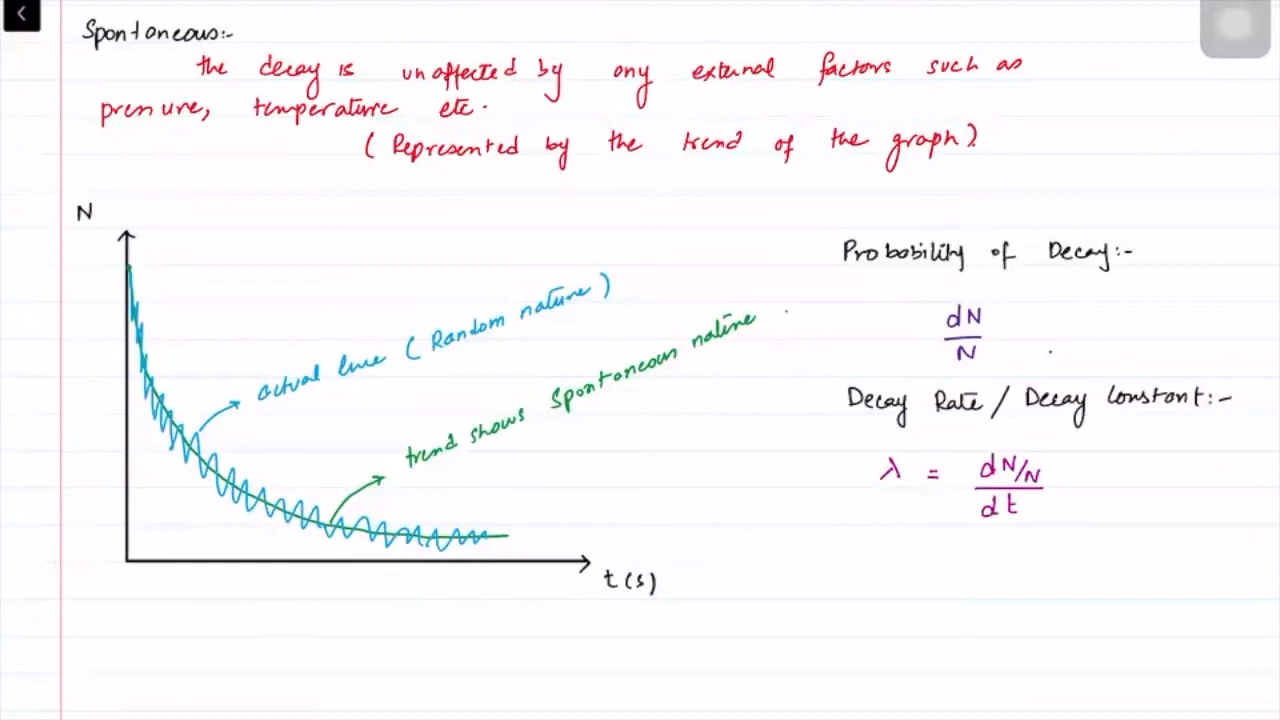 Spontaneous:-
the decay is unaffected by any external factors such as
pressure, temperature etc.
(Represented by the trend of the graph)
N
actual line (Random nature)
trend shows Spontaneous nature
t(s)
Probability of Decay:-
dN
N
Decay Rate / Decay Constant:-
λ = dN/N
dt